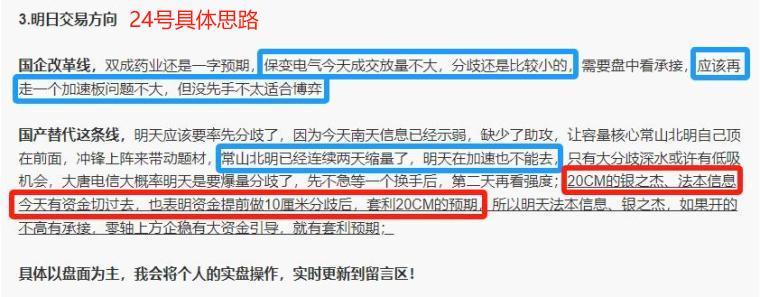 3.明日交易方向 24号具体思路
国企改革线，双成药业还是一字预期，保变电气今天成交放量不大，分歧还是比较小的，需要盘中看承接，应该再
走一个加速板问题不大，但没先手不太适合博弈
国产替代这条线，明天应该要率先分歧了，因为今天南天信息已经示弱，缺少了助攻，让容量核心常山北明自己顶
在前面，冲锋上阵来带动题材，常山北明已经连续两天缩量了，明天在加速也不能去，只有大分歧深水或许有低吸
机会，大唐电信大概率明天是要爆量分歧了，先不急等一个换手后，第二天再看强度；20CM的银之杰、法本信息
今天有资金切过去，也表明资金提前做10厘米分歧后，套利20CM的预期，所以明天法本信息、银之杰，如果开的
不高有承接，零轴上方企稳有大资金引导，就有套利预期；
具体以盘面为主，我会将个人的实盘操作，实时更新到留言区！